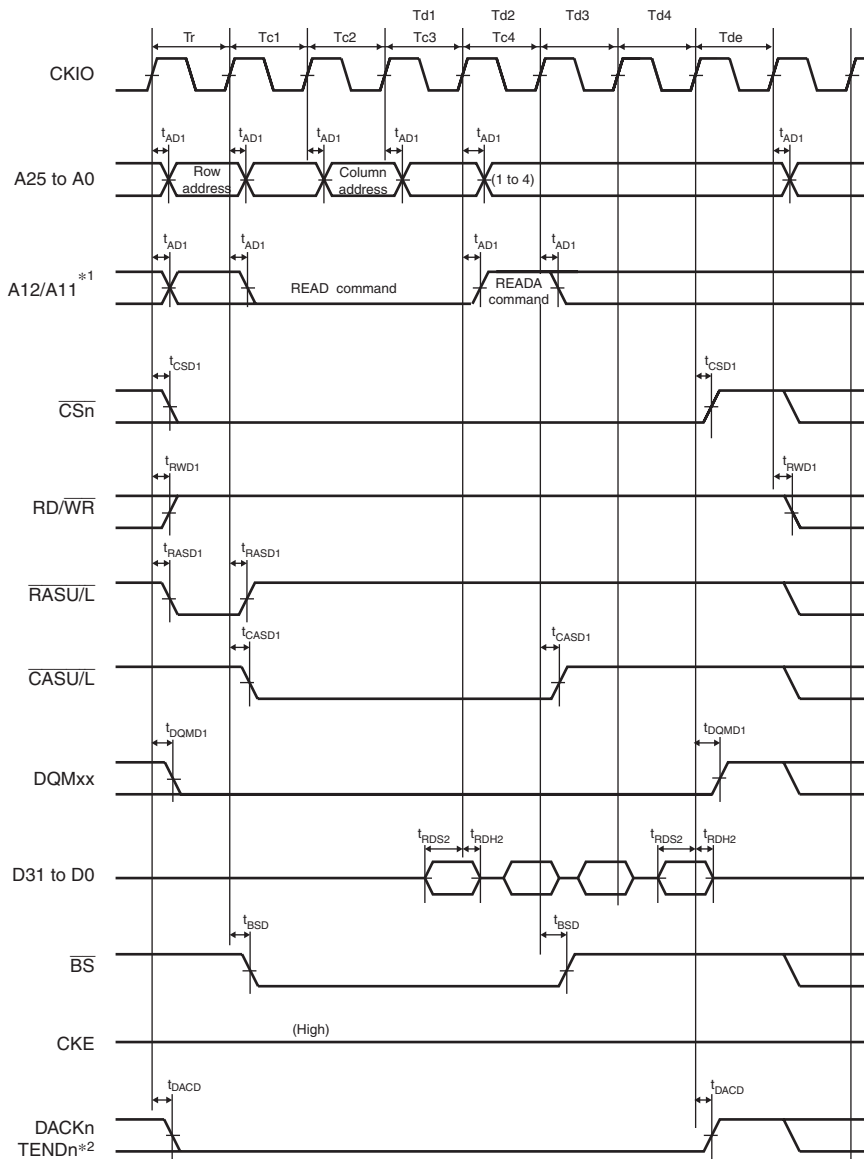 Td1 Td2 Td3 Td4
Tr Tc1 Tc2 Tc3 Tc4 Tde
CKIO
tAD1 tAD1 tAD1 tAD1 tAD1 tAD1
A25 to A0
Row address
Column address
(1 to 4)
tAD1 tAD1 tAD1 tAD1
A12/A11*1
READ command
READA command
tCSD1 tCSD1
CSn
tRWD1 tRWD1
RD/WR
tRASD1 tRASD1
RASU/L
tCASD1 tCASD1
CASU/L
tDQMD1 tDQMD1
DQMxx
tRDS2 tRDH2 tRDS2 tRDH2
D31 to D0
tBSD tBSD
BS
(High)
CKE
tDACD tDACD
DACKn
TENDn*2